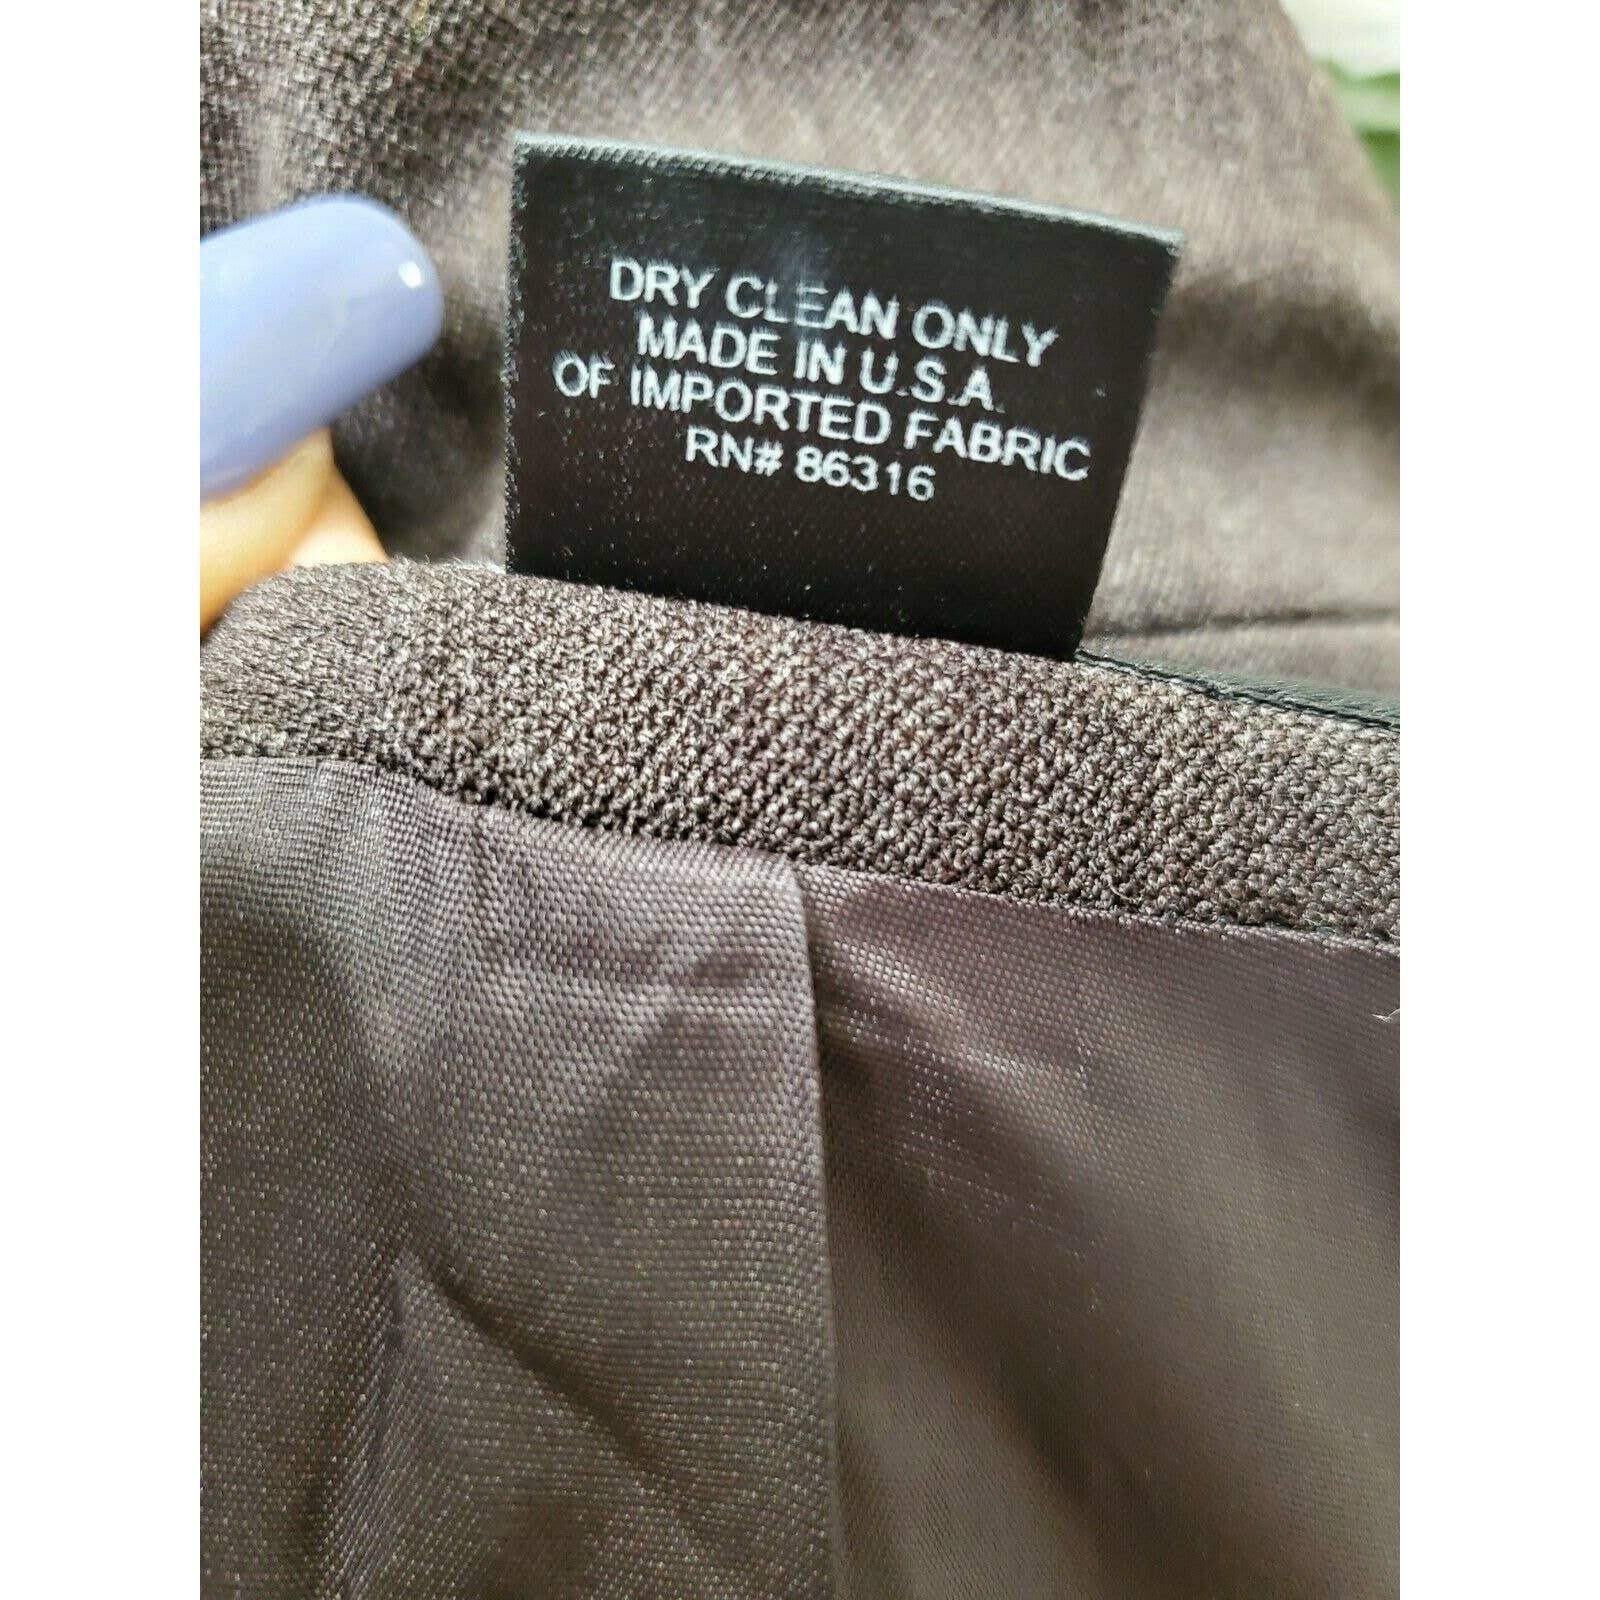 DRY CLEAN ONLY
MADE IN U.S.A.
OF IMPORTED FABRIC
RN# 86316